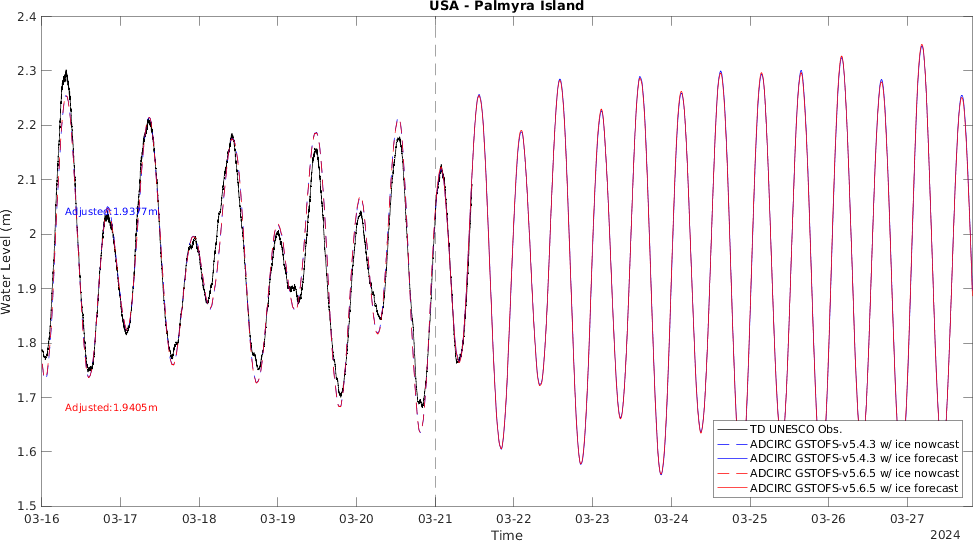 USA - Palmyra Island
2.4
2.3
2.2
2.1
2
1.9
1.8
1.7
1.6
1.5
Water Level (m)
Adjusted:1.9377m
Adjusted:1.9405m
TD UNESCO Obs.
ADCIRC GSTOFS-v5.4.3 w/ ice nowcast
ADCIRC GSTOFS-v5.4.3 w/ ice forecast
ADCIRC GSTOFS-v5.6.5 w/ ice nowcast
ADCIRC GSTOFS-v5.6.5 w/ ice forecast
03-16 03-17 03-18 03-19 03-20 03-21 03-22 03-23 03-24 03-25 03-26 03-27
Time
2024